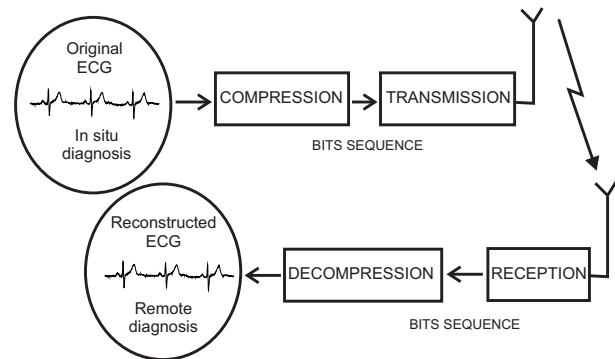 Original
ECG
In situ
diagnosis
COMPRESSION
TRANSMISSION
BITS SEQUENCE
Reconstructed
ECG
Remote
diagnosis
DECOMPRESSION
RECEPTION
BITS SEQUENCE